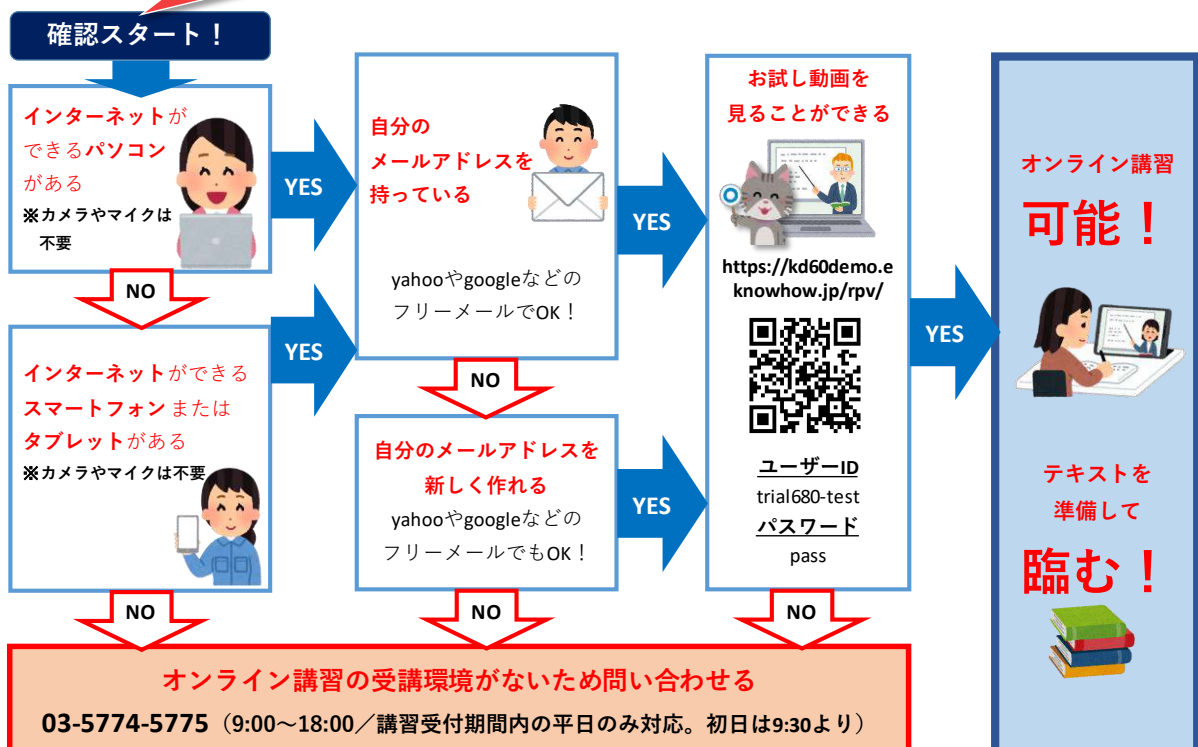 確認スタート！
インターネットが
できるパソコン
がある
※カメラやマイクは
不要
YES
NO
インターネットができる
スマートフォンまたは
タブレットがある
※カメラやマイクは不要
YES
NO
自分の
メールアドレスを
持っている
yahooやgoogleなどの
フリーメールでOK！
YES
NO
自分のメールアドレスを
新しく作れる
yahooやgoogleなどの
フリーメールでもOK！
YES
NO
お試し動画を
見ることができる
https://kd60demo.e
knowhow.jp/rpv/
ユーザーID
trial680-test
パスワード
pass
YES
NO
オンライン講習
可能！
テキストを
準備して
臨む！
オンライン講習の受講環境がないため問い合わせる
03-5774-5775（9:00～18:00／講習受付期間内の平日のみ対応。初日は9:30より）